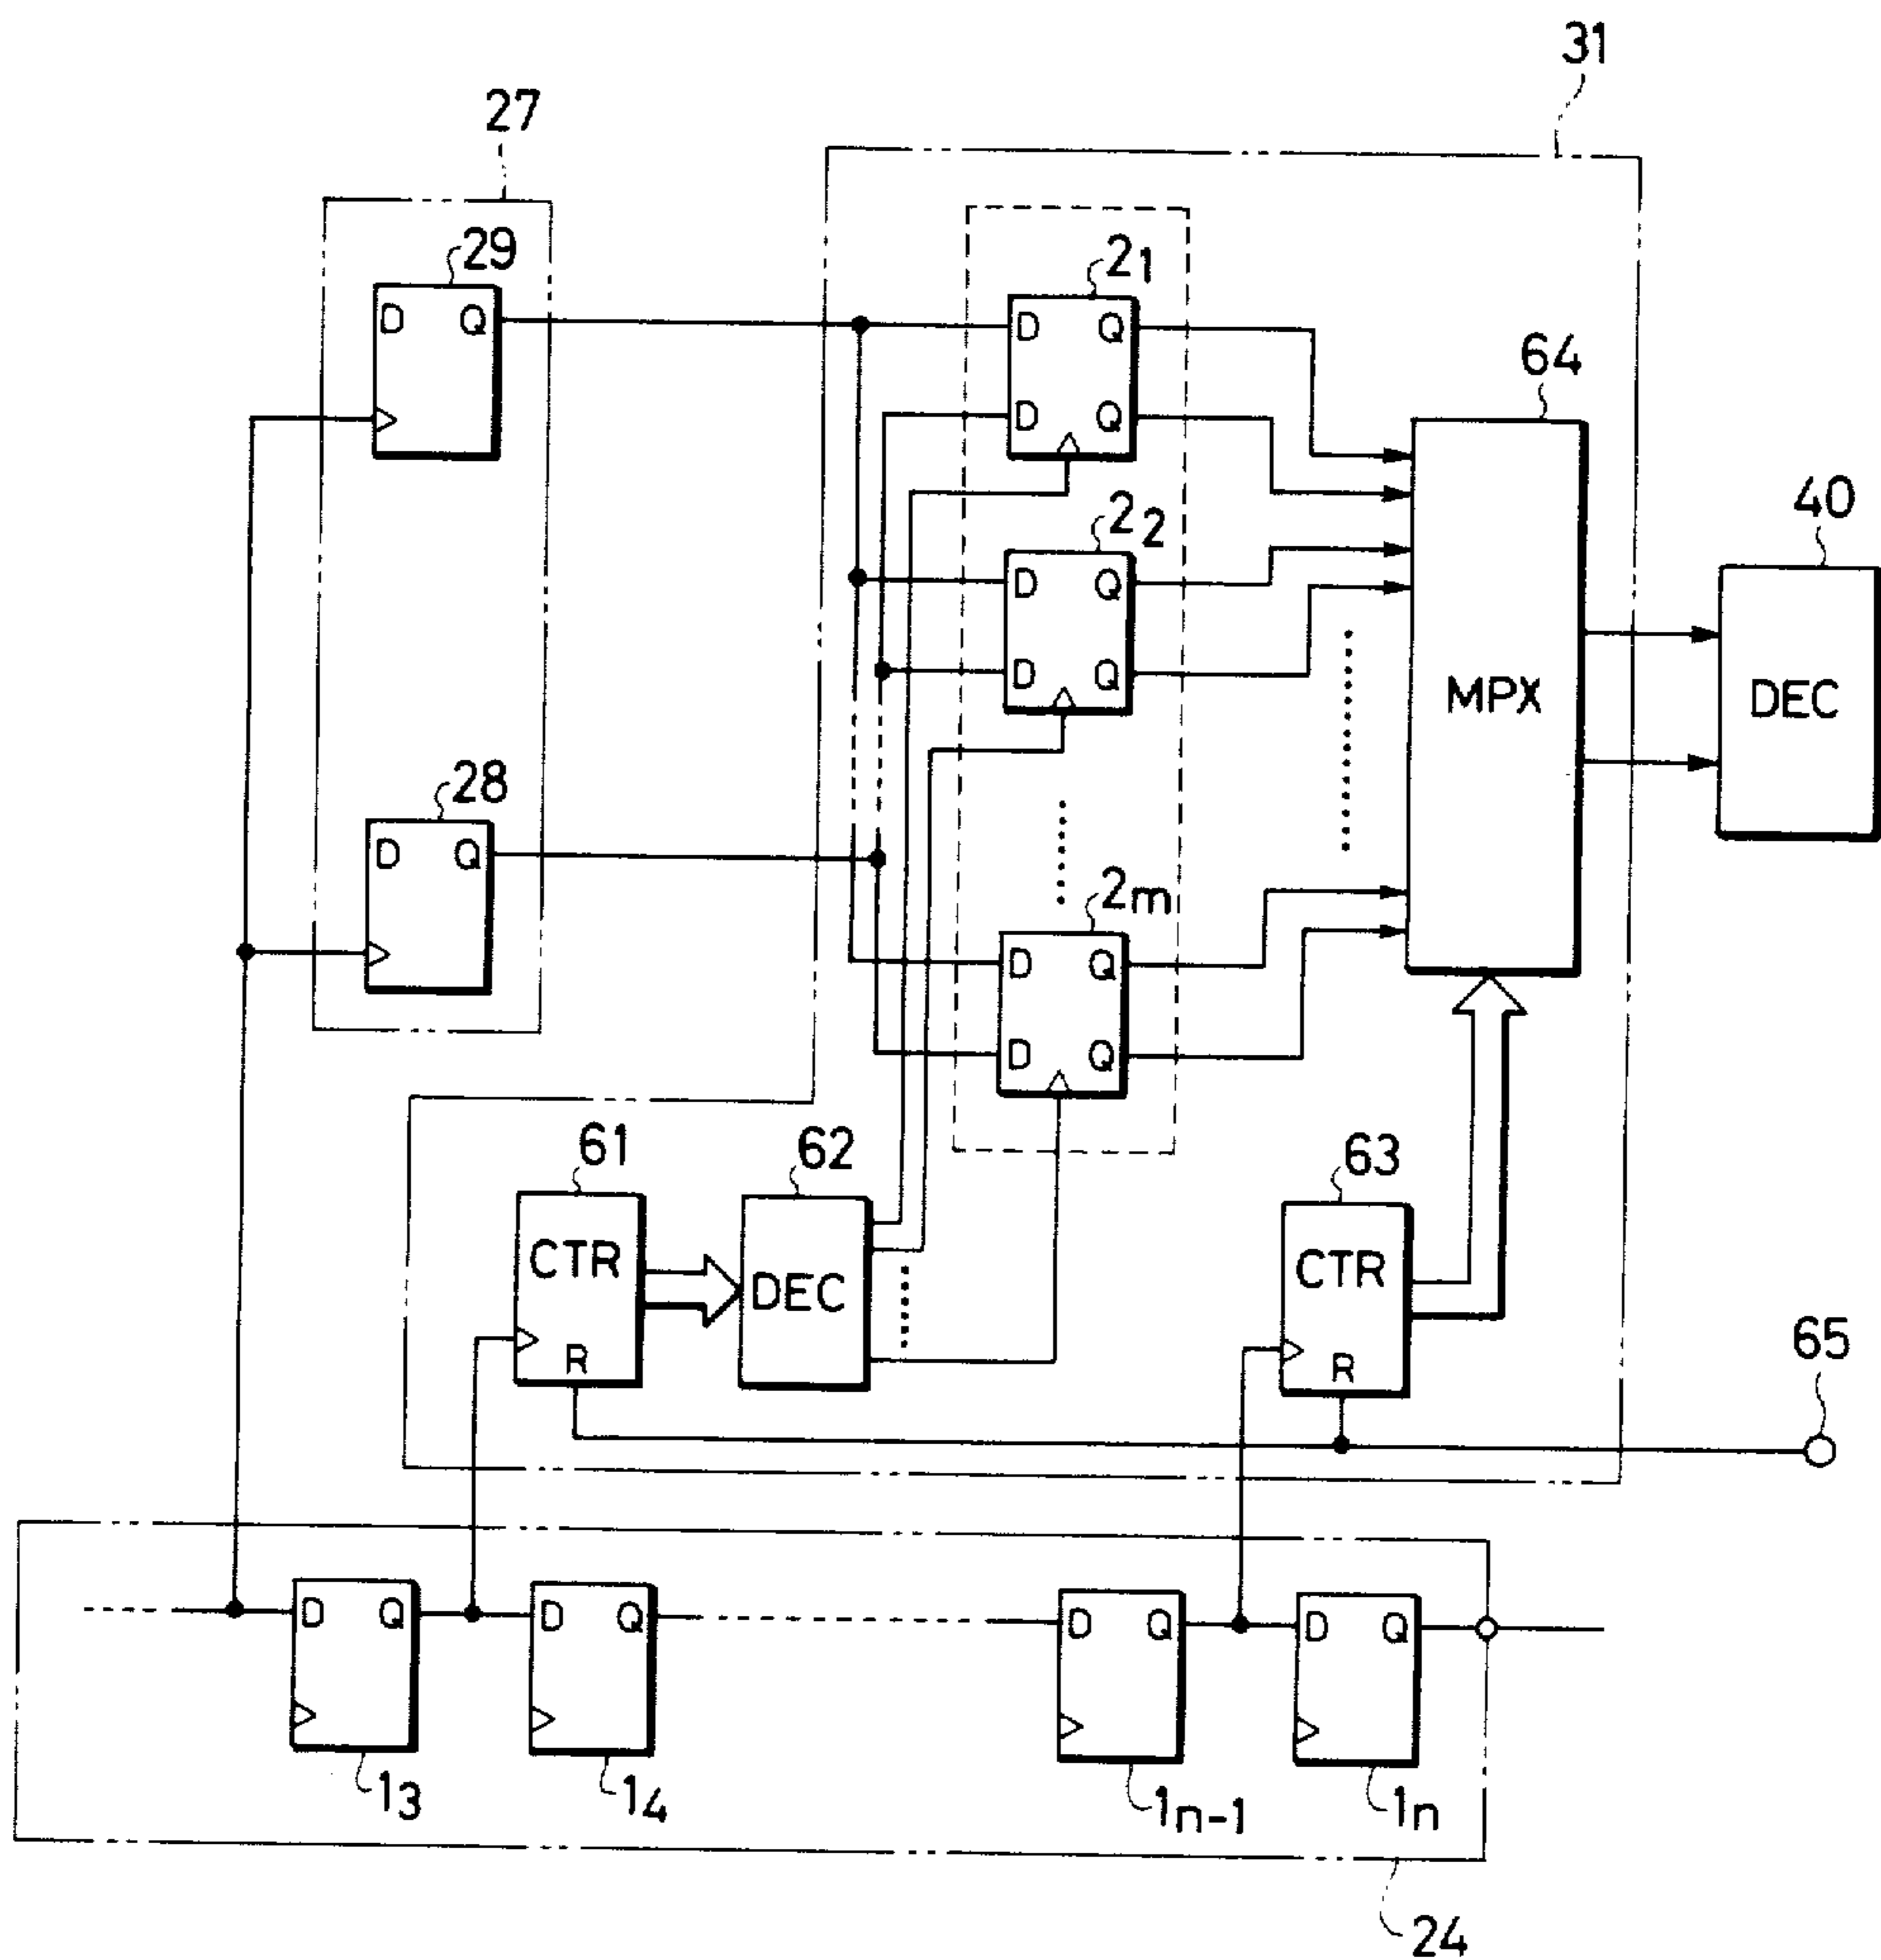 31
27
29
D Q
2₁
D Q
D Q
64
MPX
40
DEC
2₂
D Q
D Q
28
D Q
2m
D Q
D Q
61
CTR
R
62
DEC
63
CTR
R
65
D Q
D Q
D Q
D Q
1₃
1₄
1n-1
1n
24